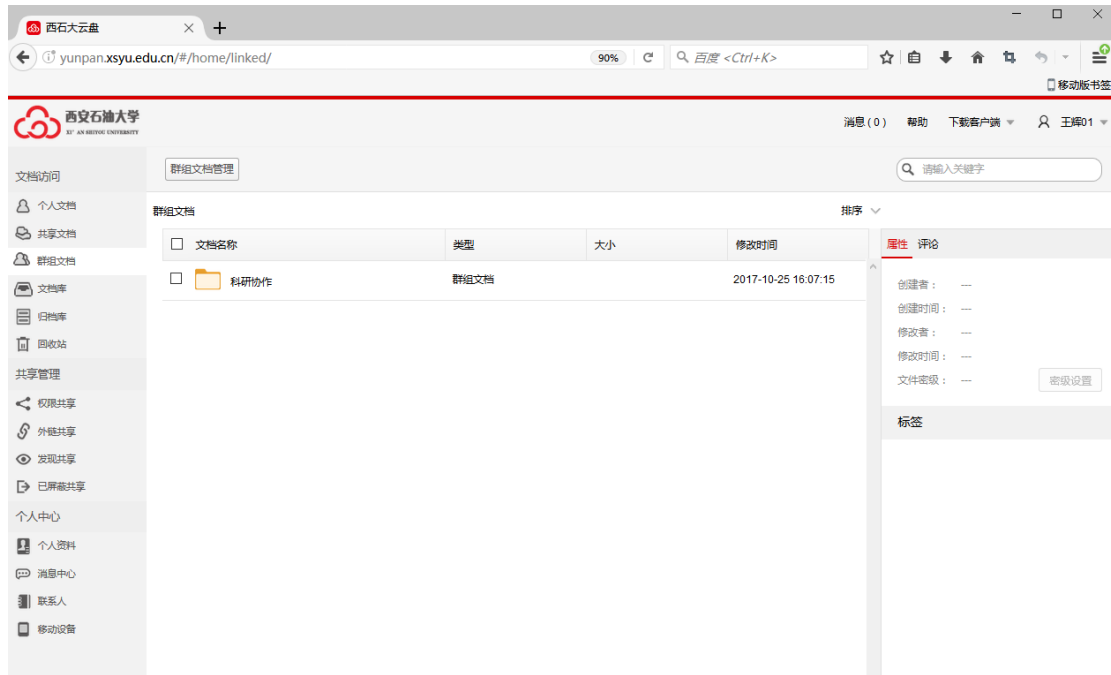 西石大云盘
yunpan.xsyu.edu.cn/#/home/linked/
90%
百度 <Ctrl+K>
移动版书签
西安石油大学
XI' AN SHIYOU UNIVERSITY
消息(0) 帮助 下载客户端 王辉01
文档访问
群组文档管理
请输入关键字
个人文档
共享文档
群组文档
文档库
归档库
回收站
共享管理
权限共享
外链共享
发现共享
已屏蔽共享
个人中心
个人资料
消息中心
联系人
移动设备
群组文档
排序
文档名称 类型 大小 修改时间
科研协作 群组文档 2017-10-25 16:07:15
属性 评论
创建者： ---
创建时间： ---
修改者： ---
修改时间： ---
文件密级： --- 密级设置
标签